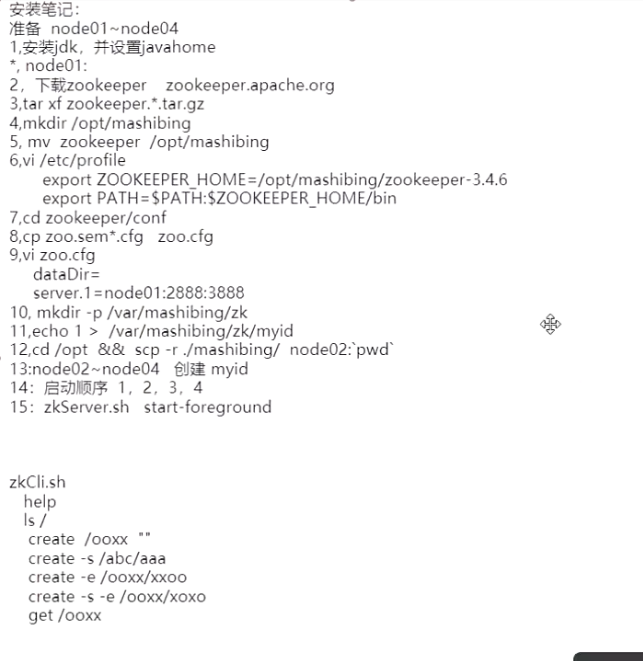 安装笔记：
准备  node01~node04
1,安装jdk，并设置javahome
*, node01:
2，下载zookeeper    zookeeper.apache.org
3,tar xf zookeeper.*.tar.gz
4,mkdir /opt/mashibing
5, mv  zookeeper  /opt/mashibing
6,vi /etc/profile
export ZOOKEEPER_HOME=/opt/mashibing/zookeeper-3.4.6
export PATH=$PATH:$ZOOKEEPER_HOME/bin
7,cd zookeeper/conf
8,cp zoo.sem*.cfg   zoo.cfg
9,vi zoo.cfg
dataDir=
server.1=node01:2888:3888
10, mkdir -p /var/mashibing/zk
11,echo 1 >  /var/mashibing/zk/myid
12,cd /opt  &&  scp -r ./mashibing/  node02:`pwd`
13:node02~node04   创建 myid
14：启动顺序  1，2，3，4
15：zkServer.sh   start-foreground
zkCli.sh
help
ls /
create  /ooxx  ""
create -s /abc/aaa
create -e /ooxx/xxoo
create -s -e /ooxx/xoxo
get /ooxx